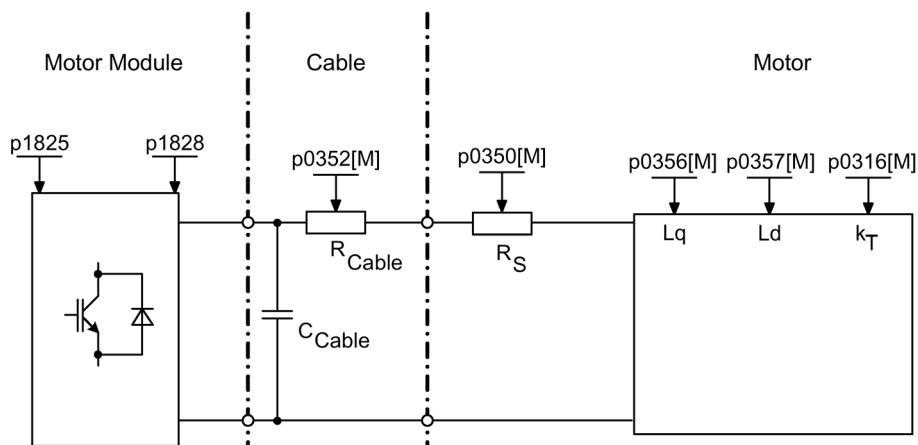 Motor Module
Cable
Motor
p1825
p1828
p0352[M]
p0350[M]
p0356[M]
p0357[M]
p0316[M]
Lq
Ld
kT
RCable
RS
CCable